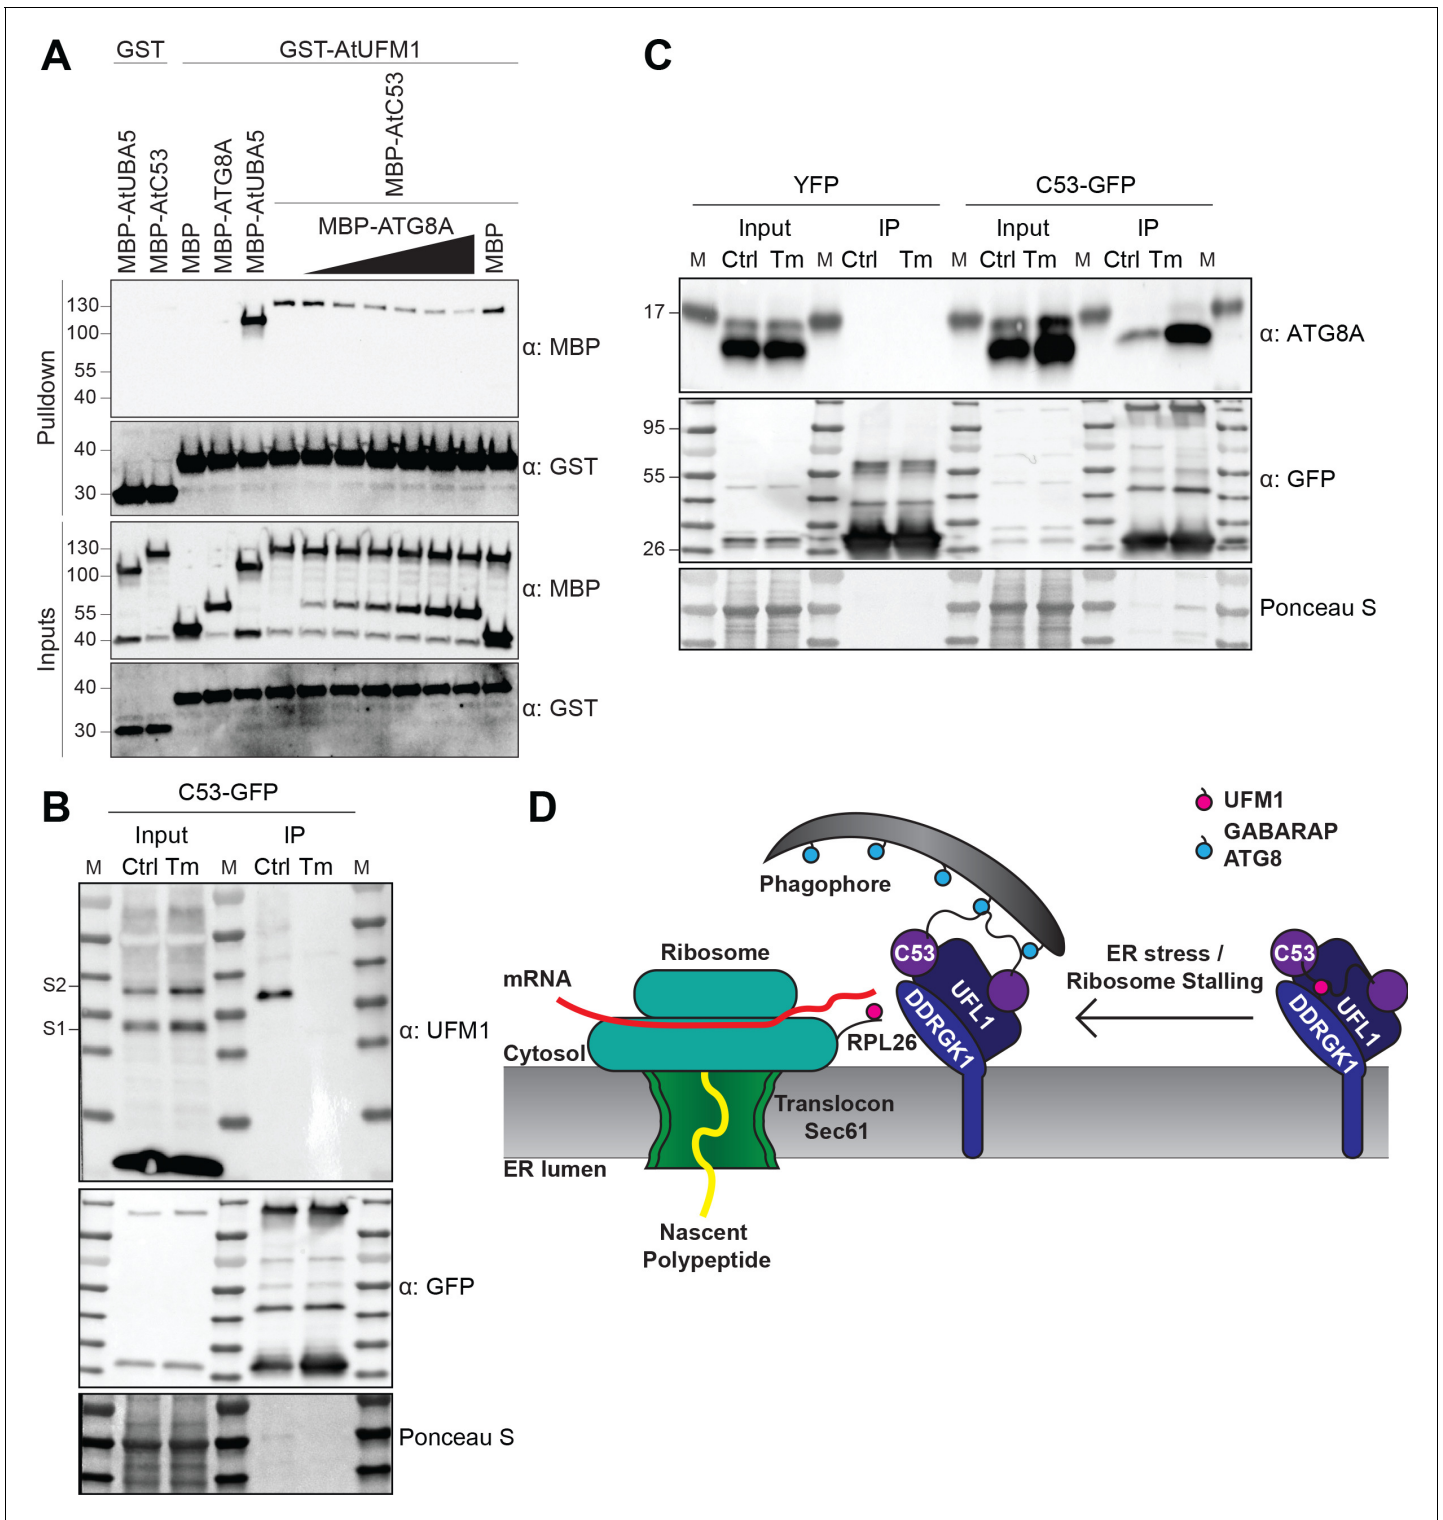 A
GST
GST-AtUFM1
MBP-AtUBA5
MBP-AtC53
MBP
MBP-ATG8A
MBP-AtUBA5
MBP-AtC53
MBP-ATG8A
MBP
Pulldown
130
100
55
40
α: MBP
40
30
α: GST
Inputs
130
100
55
40
α: MBP
40
30
α: GST
B
C53-GFP
Input IP
M Ctrl Tm M Ctrl Tm M
S2
S1
α: UFM1
α: GFP
Ponceau S
C
YFP C53-GFP
Input IP Input IP
M Ctrl Tm M Ctrl Tm M Ctrl Tm M Ctrl Tm M
17
α: ATG8A
95
55
26
α: GFP
Ponceau S
D
UFM1
GABARAP
ATG8
Phagophore
Ribosome
mRNA
C53
UFL1
DDRGK1
RPL26
Cytosol
Translocon
Sec61
ER lumen
Nascent
Polypeptide
ER stress /
Ribosome Stalling
C53
UFL1
DDRGK1